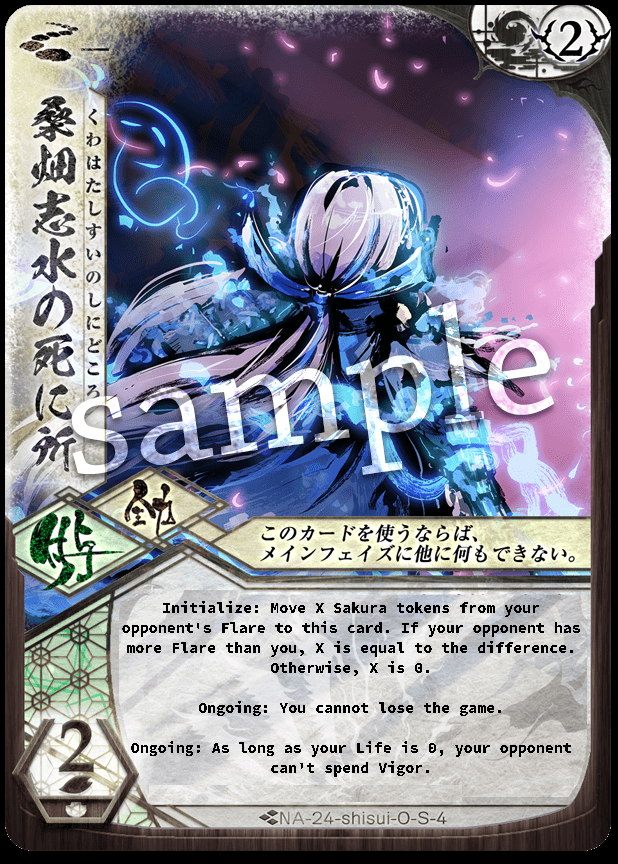 2
桑畑志水の死に所
くわはたしすいのしにどころ
sample
付与
全力
このカードを使うならば、
メインフェイズに他に何もできない。
Initialize: Move X Sakura tokens from your
opponent's Flare to this card. If your opponent has
more Flare than you, X is equal to the difference.
Otherwise, X is 0.
Ongoing: You cannot lose the game.
Ongoing: As long as your Life is 0, your opponent
can't spend Vigor.
2
NA-24-shisui-O-S-4